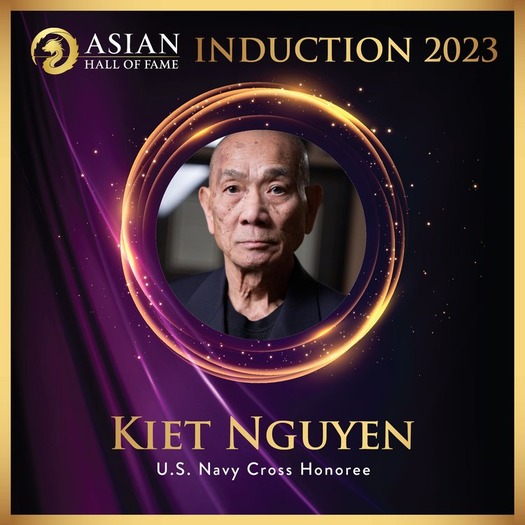 ASIAN
HALL OF FAME
INDUCTION 2023
KIET NGUYEN
U.S. Navy Cross Honoree